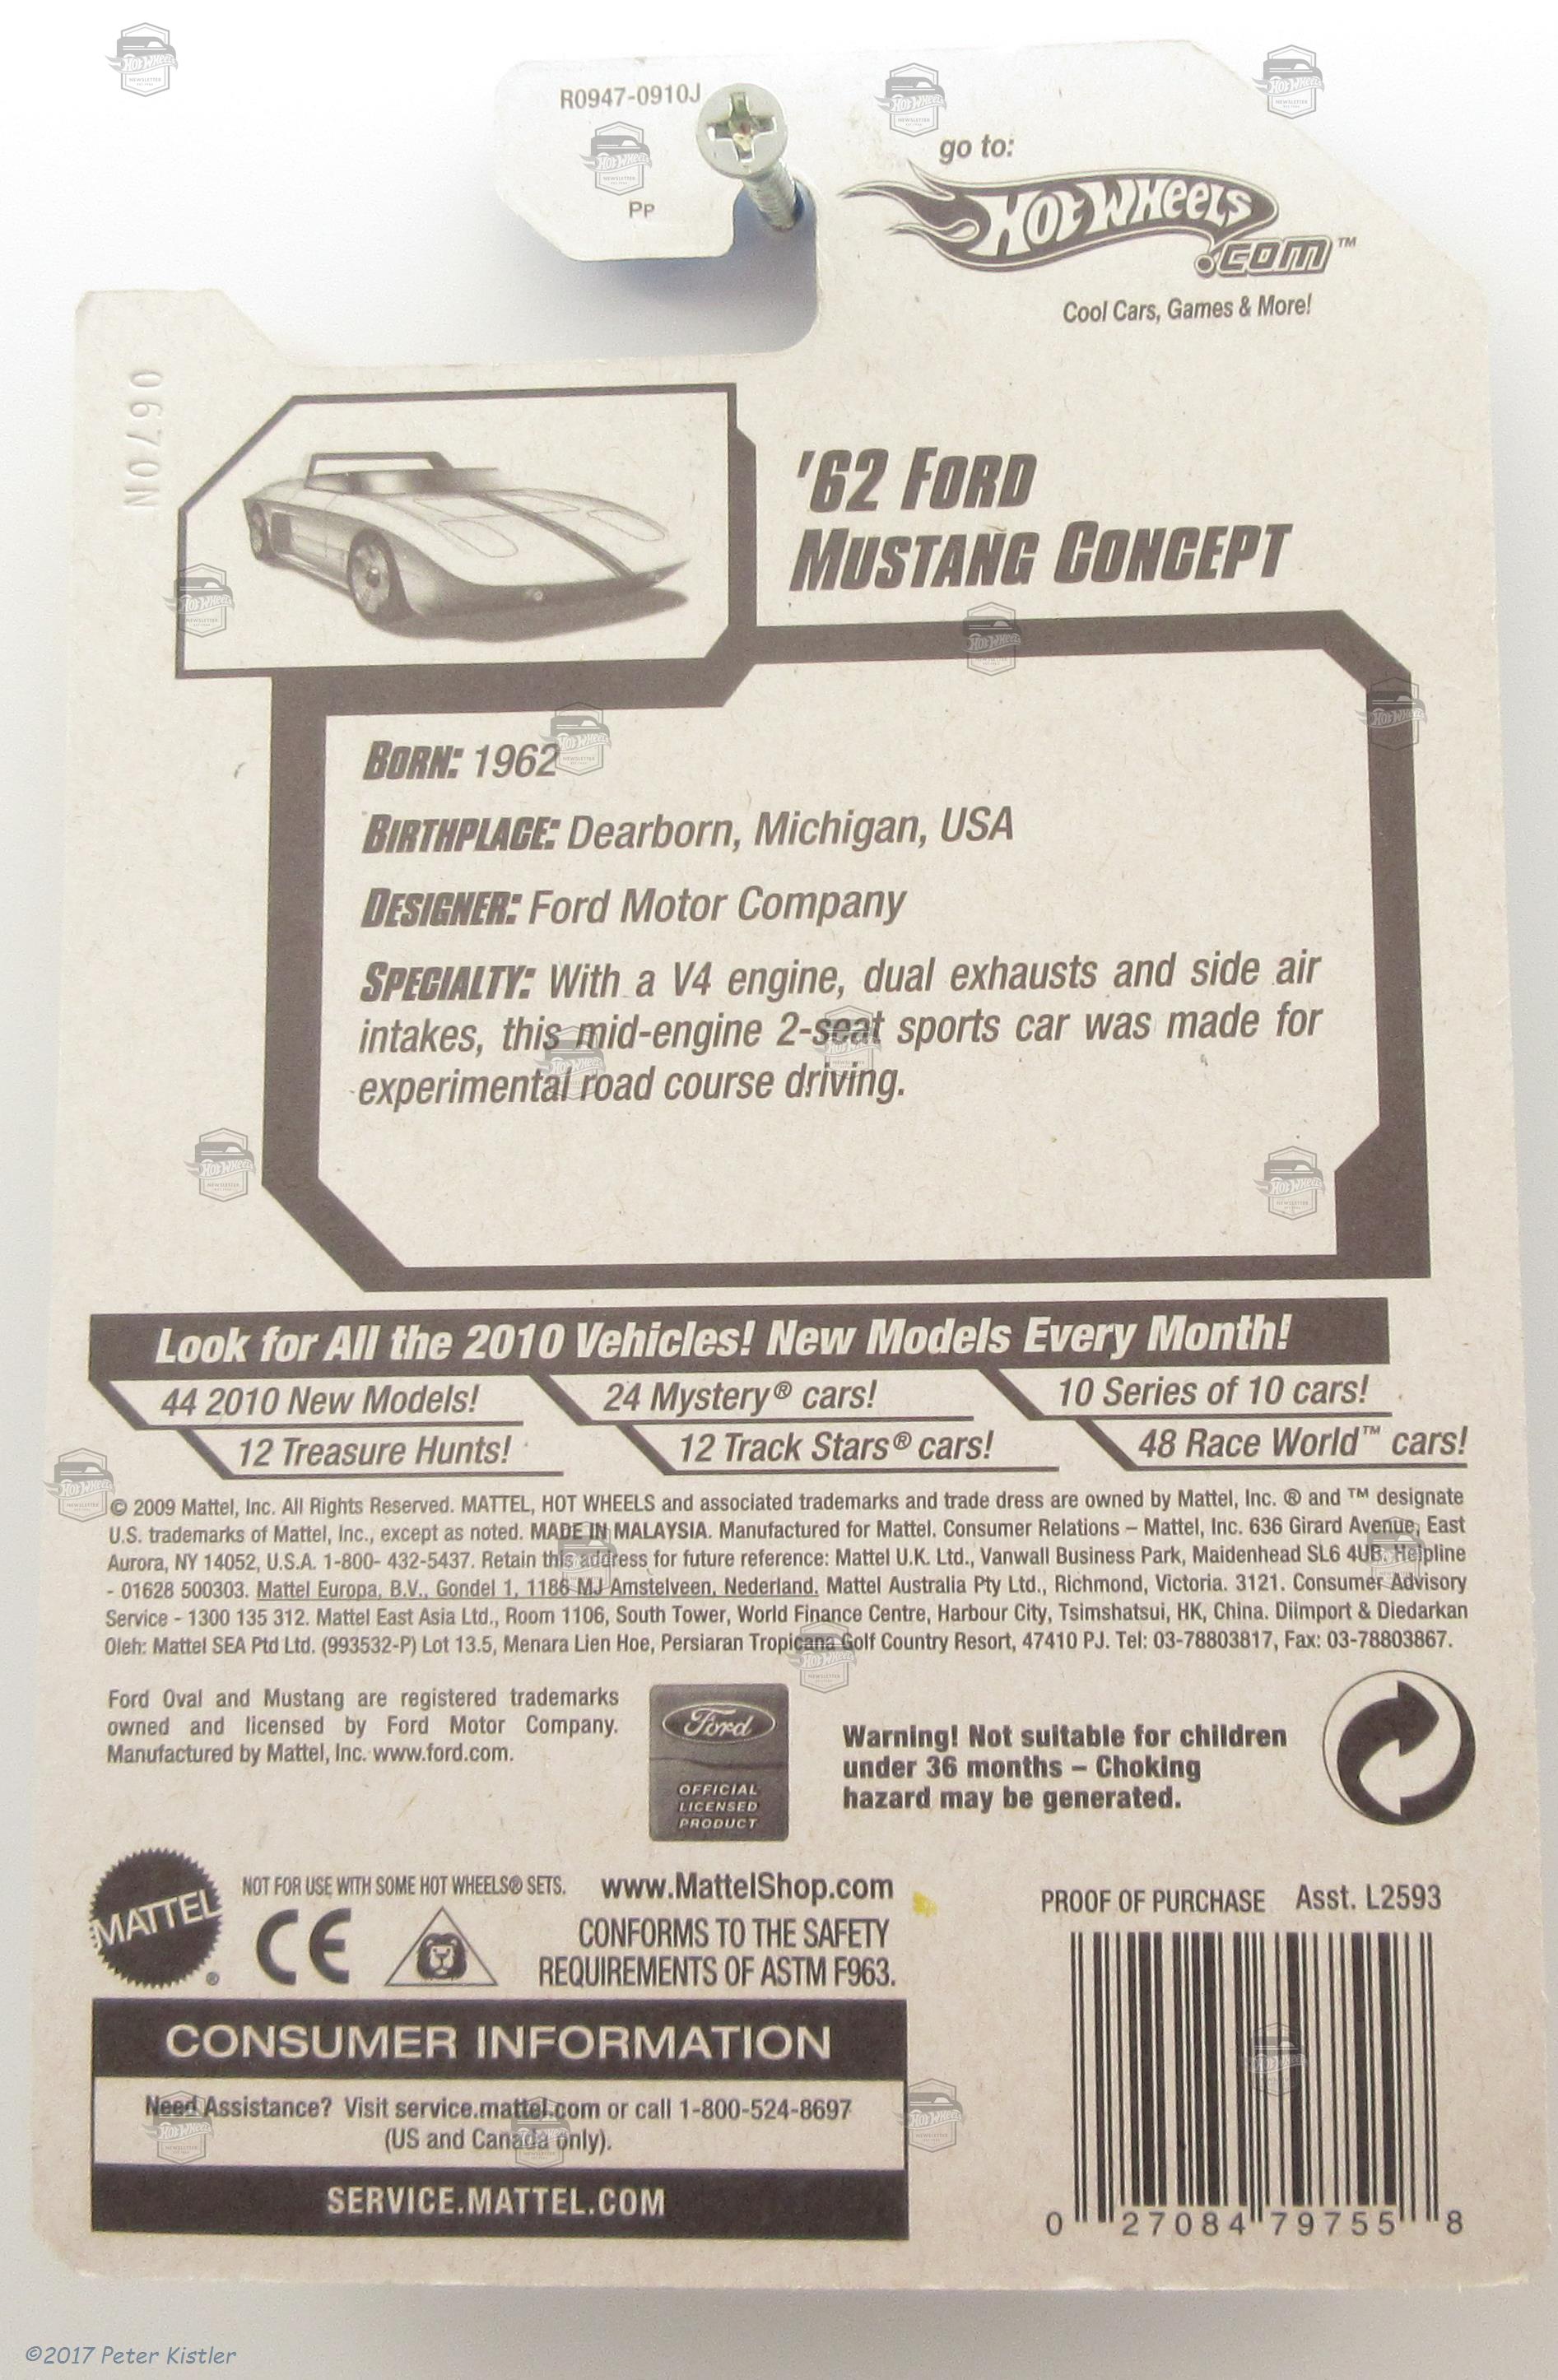 R0947-0910J
Pp
go to:
HOT WHEELS
.com™
Cool Cars, Games & More!
0670N
'62 FORD
MUSTANG CONCEPT
BORN: 1962
BIRTHPLACE: Dearborn, Michigan, USA
DESIGNER: Ford Motor Company
SPECIALTY: With a V4 engine, dual exhausts and side air
intakes, this mid-engine 2-seat sports car was made for
experimental road course driving.
Look for All the 2010 Vehicles! New Models Every Month!
44 2010 New Models!
24 Mystery® cars!
10 Series of 10 cars!
12 Treasure Hunts!
12 Track Stars® cars!
48 Race World™ cars!
© 2009 Mattel, Inc. All Rights Reserved. MATTEL, HOT WHEELS and associated trademarks and trade dress are owned by Mattel, Inc. ® and ™ designate
U.S. trademarks of Mattel, Inc., except as noted. MADE IN MALAYSIA. Manufactured for Mattel. Consumer Relations – Mattel, Inc. 636 Girard Avenue, East
Aurora, NY 14052, U.S.A. 1-800- 432-5437. Retain this address for future reference: Mattel U.K. Ltd., Vanwall Business Park, Maidenhead SL6 4UB. Helpline
- 01628 500303. Mattel Europa, B.V., Gondel 1, 1186 MJ Amstelveen, Nederland. Mattel Australia Pty Ltd., Richmond, Victoria. 3121. Consumer Advisory
Service - 1300 135 312. Mattel East Asia Ltd., Room 1106, South Tower, World Finance Centre, Harbour City, Tsimshatsui, HK, China. Diimport & Diedarkan
Oleh: Mattel SEA Ptd Ltd. (993532-P) Lot 13.5, Menara Lien Hoe, Persiaran Tropicana Golf Country Resort, 47410 PJ. Tel: 03-78803817, Fax: 03-78803867.
Ford Oval and Mustang are registered trademarks
owned and licensed by Ford Motor Company.
Manufactured by Mattel, Inc. www.ford.com.
Ford
OFFICIAL
LICENSED
PRODUCT
Warning! Not suitable for children
under 36 months – Choking
hazard may be generated.
MATTEL®
NOT FOR USE WITH SOME HOT WHEELS® SETS.
CE
www.MattelShop.com
CONFORMS TO THE SAFETY
REQUIREMENTS OF ASTM F963.
PROOF OF PURCHASE Asst. L2593
CONSUMER INFORMATION
Need Assistance? Visit service.mattel.com or call 1-800-524-8697
(US and Canada only).
SERVICE.MATTEL.COM
0 27084 79755 8
©2017 Peter Kistler